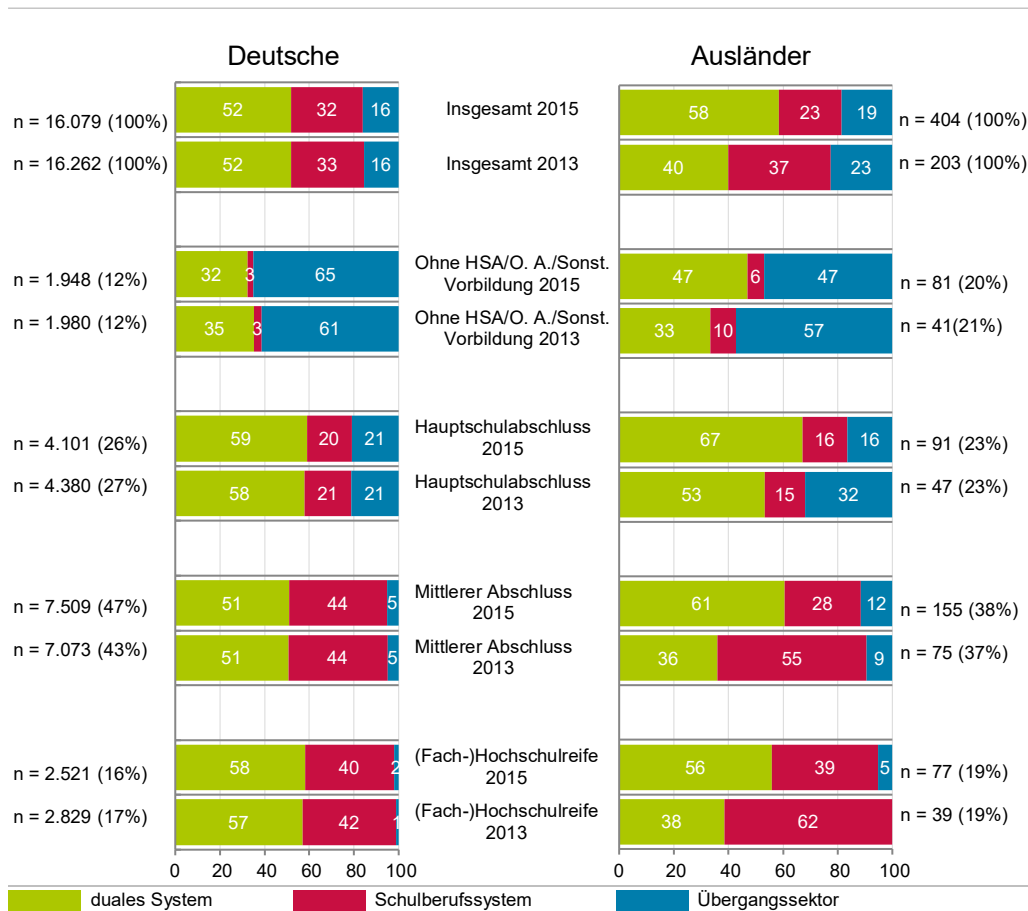 Deutsche
Ausländer
n = 16.079 (100%)
52 32 16
Insgesamt 2015
58 23 19
n = 404 (100%)
n = 16.262 (100%)
52 33 16
Insgesamt 2013
40 37 23
n = 203 (100%)
n = 1.948 (12%)
32 3 65
Ohne HSA/O. A./Sonst.
Vorbildung 2015
47 6 47
n = 81 (20%)
n = 1.980 (12%)
35 3 61
Ohne HSA/O. A./Sonst.
Vorbildung 2013
33 10 57
n = 41(21%)
n = 4.101 (26%)
59 20 21
Hauptschulabschluss
2015
67 16 16
n = 91 (23%)
n = 4.380 (27%)
58 21 21
Hauptschulabschluss
2013
53 15 32
n = 47 (23%)
n = 7.509 (47%)
51 44 5
Mittlerer Abschluss
2015
61 28 12
n = 155 (38%)
n = 7.073 (43%)
51 44 5
Mittlerer Abschluss
2013
36 55 9
n = 75 (37%)
n = 2.521 (16%)
58 40 2
(Fach-)Hochschulreife
2015
56 39 5
n = 77 (19%)
n = 2.829 (17%)
57 42 1
(Fach-)Hochschulreife
2013
38 62
n = 39 (19%)
0 20 40 60 80 100
0 20 40 60 80 100
duales System
Schulberufssystem
Übergangssektor